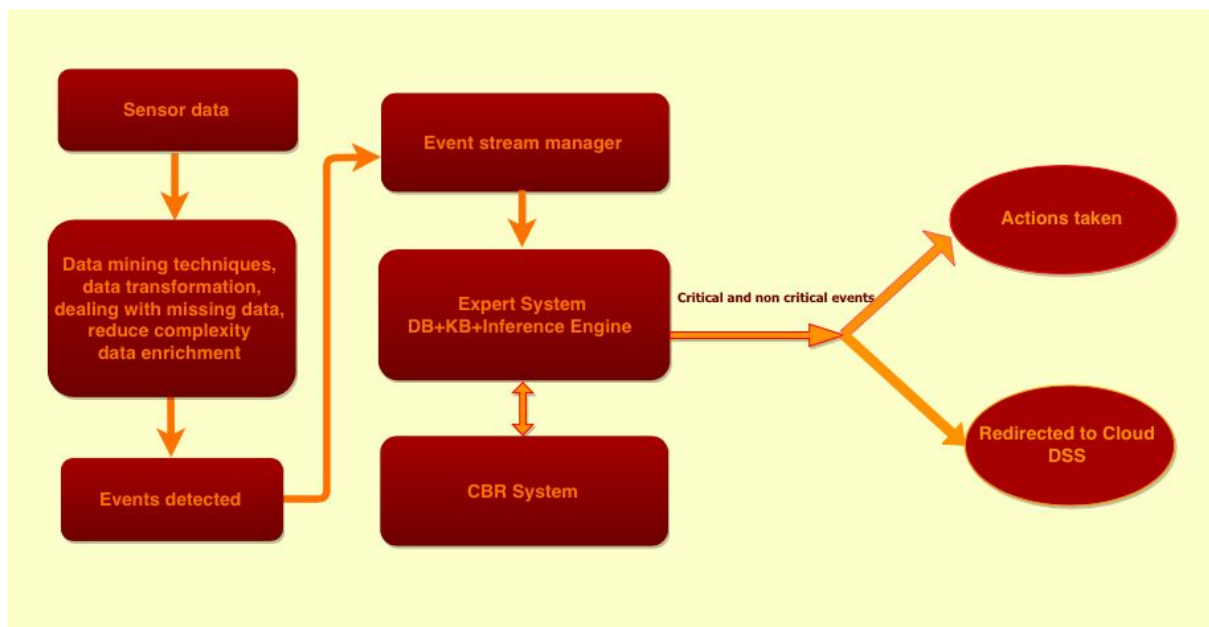 Sensor data
Data mining techniques,
data transformation,
dealing with missing data,
reduce complexity
data enrichment
Events detected
Event stream manager
Expert System
DB+KB+Inference Engine
CBR System
Critical and non critical events
Actions taken
Redirected to Cloud
DSS